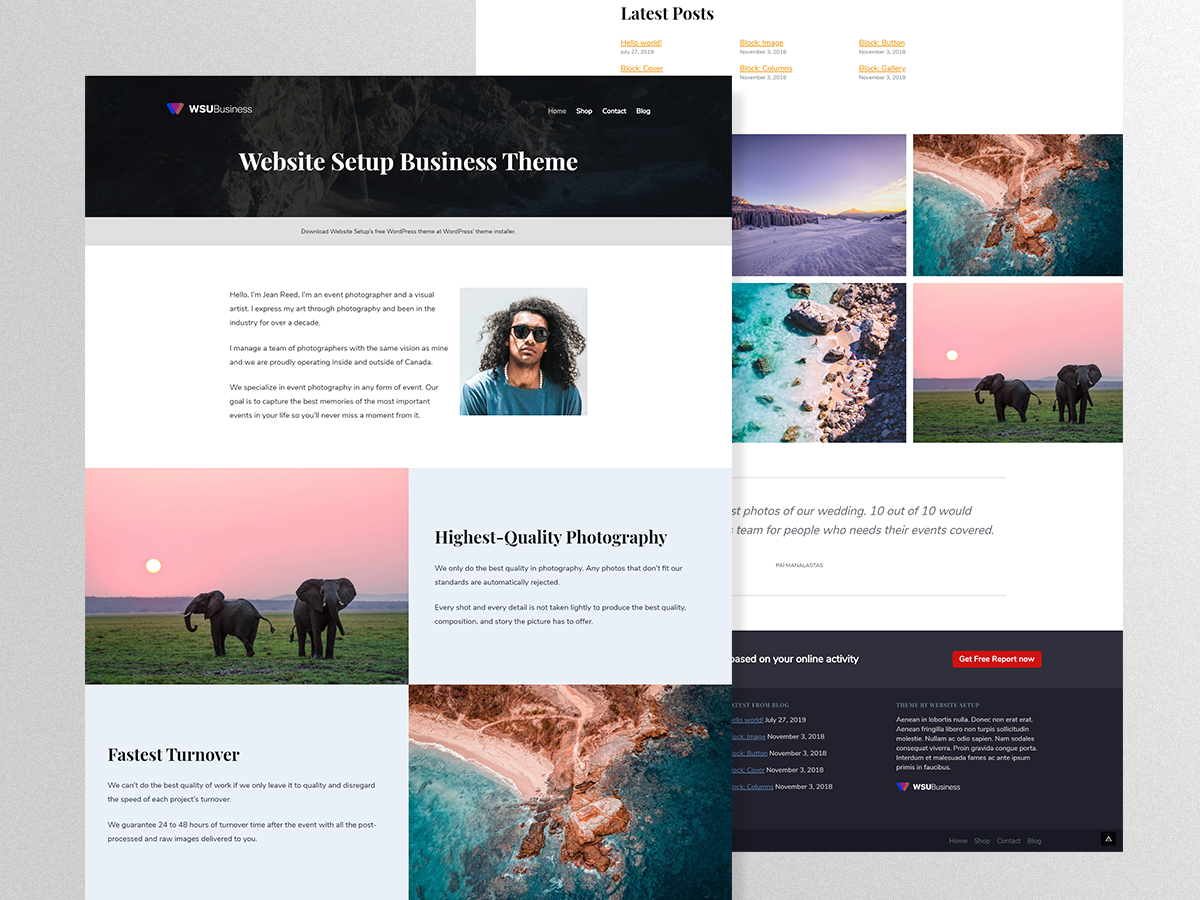 Latest Posts
Hello world!
July 27, 2019
Block: Image
November 3, 2018
Block: Button
November 3, 2018
Block: Cover
Block: Columns
November 3, 2018
Block: Gallery
November 3, 2018
WSUBusiness
Home Shop Contact Blog
Website Setup Business Theme
Download Website Setup's free WordPress theme at WordPress' theme installer.
Hello, I'm Jean Reed, I'm an event photographer and a visual
artist. I express my art through photography and been in the
industry for over a decade.
I manage a team of photographers with the same vision as mine
and we are proudly operating inside and outside of Canada.
We specialize in event photography in any form of event. Our
goal is to capture the best memories of the most important
events in your life so you'll never miss a moment from it.
Highest-Quality Photography
We only do the best quality in photography. Any photos that don't fit our
standards are automatically rejected.
Every shot and every detail is not taken lightly to produce the best quality,
composition, and story the picture has to offer.
Fastest Turnover
We can't do the best quality of work if we only leave it to quality and disregard
the speed of each project's turnover.
We guarantee 24 to 48 hours of turnover time after the event with all the post-
processed and raw images delivered to you.
photos of our wedding. 10 out of 10 would
team for people who needs their events covered.
PAI MANALASTAS
based on your online activity
Get Free Report now
FROM BLOG
world! July 27, 2019
Image November 3, 2018
Button November 3, 2018
Cover November 3, 2018
Columns November 3, 2018
THEME BY WEBSITE SETUP
Aenean in lobortis nulla. Donec non erat erat.
Aenean fringilla libero non turpis sollicitudin
molestie. Nullam ac odio sapien. Nam sodales
consequat viverra. Proin gravida congue porta.
Interdum et malesuada fames ac ante ipsum
primis in faucibus.
WSUBusiness
Home Shop Contact Blog